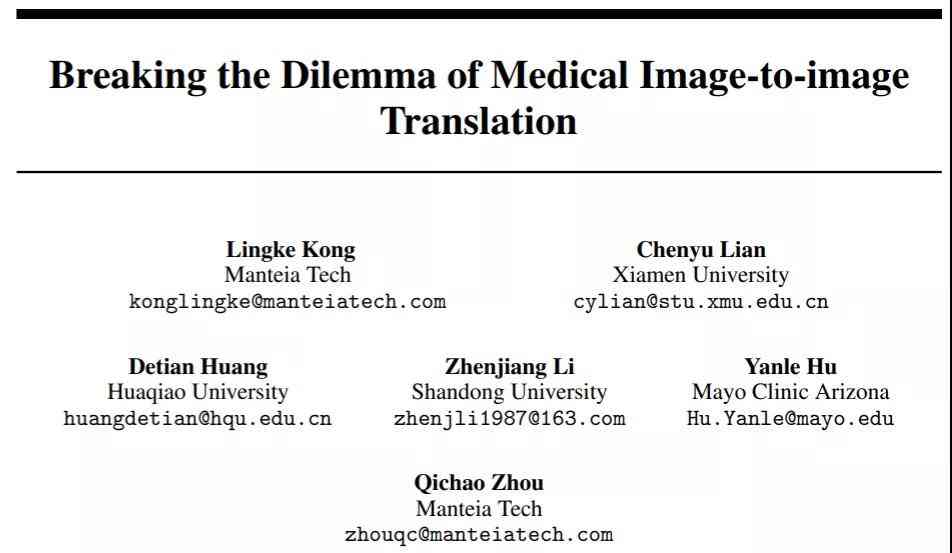 Breaking the Dilemma of Medical Image-to-image
Translation
Lingke Kong
Manteia Tech
konglingke@manteiatech.com
Chenyu Lian
Xiamen University
cylian@stu.xmu.edu.cn
Detian Huang
Huaqiao University
huangdetian@hqu.edu.cn
Zhenjiang Li
Shandong University
zhenjli1987@163.com
Yanle Hu
Mayo Clinic Arizona
Hu.Yanle@mayo.edu
Qichao Zhou
Manteia Tech
zhouqc@manteiatech.com